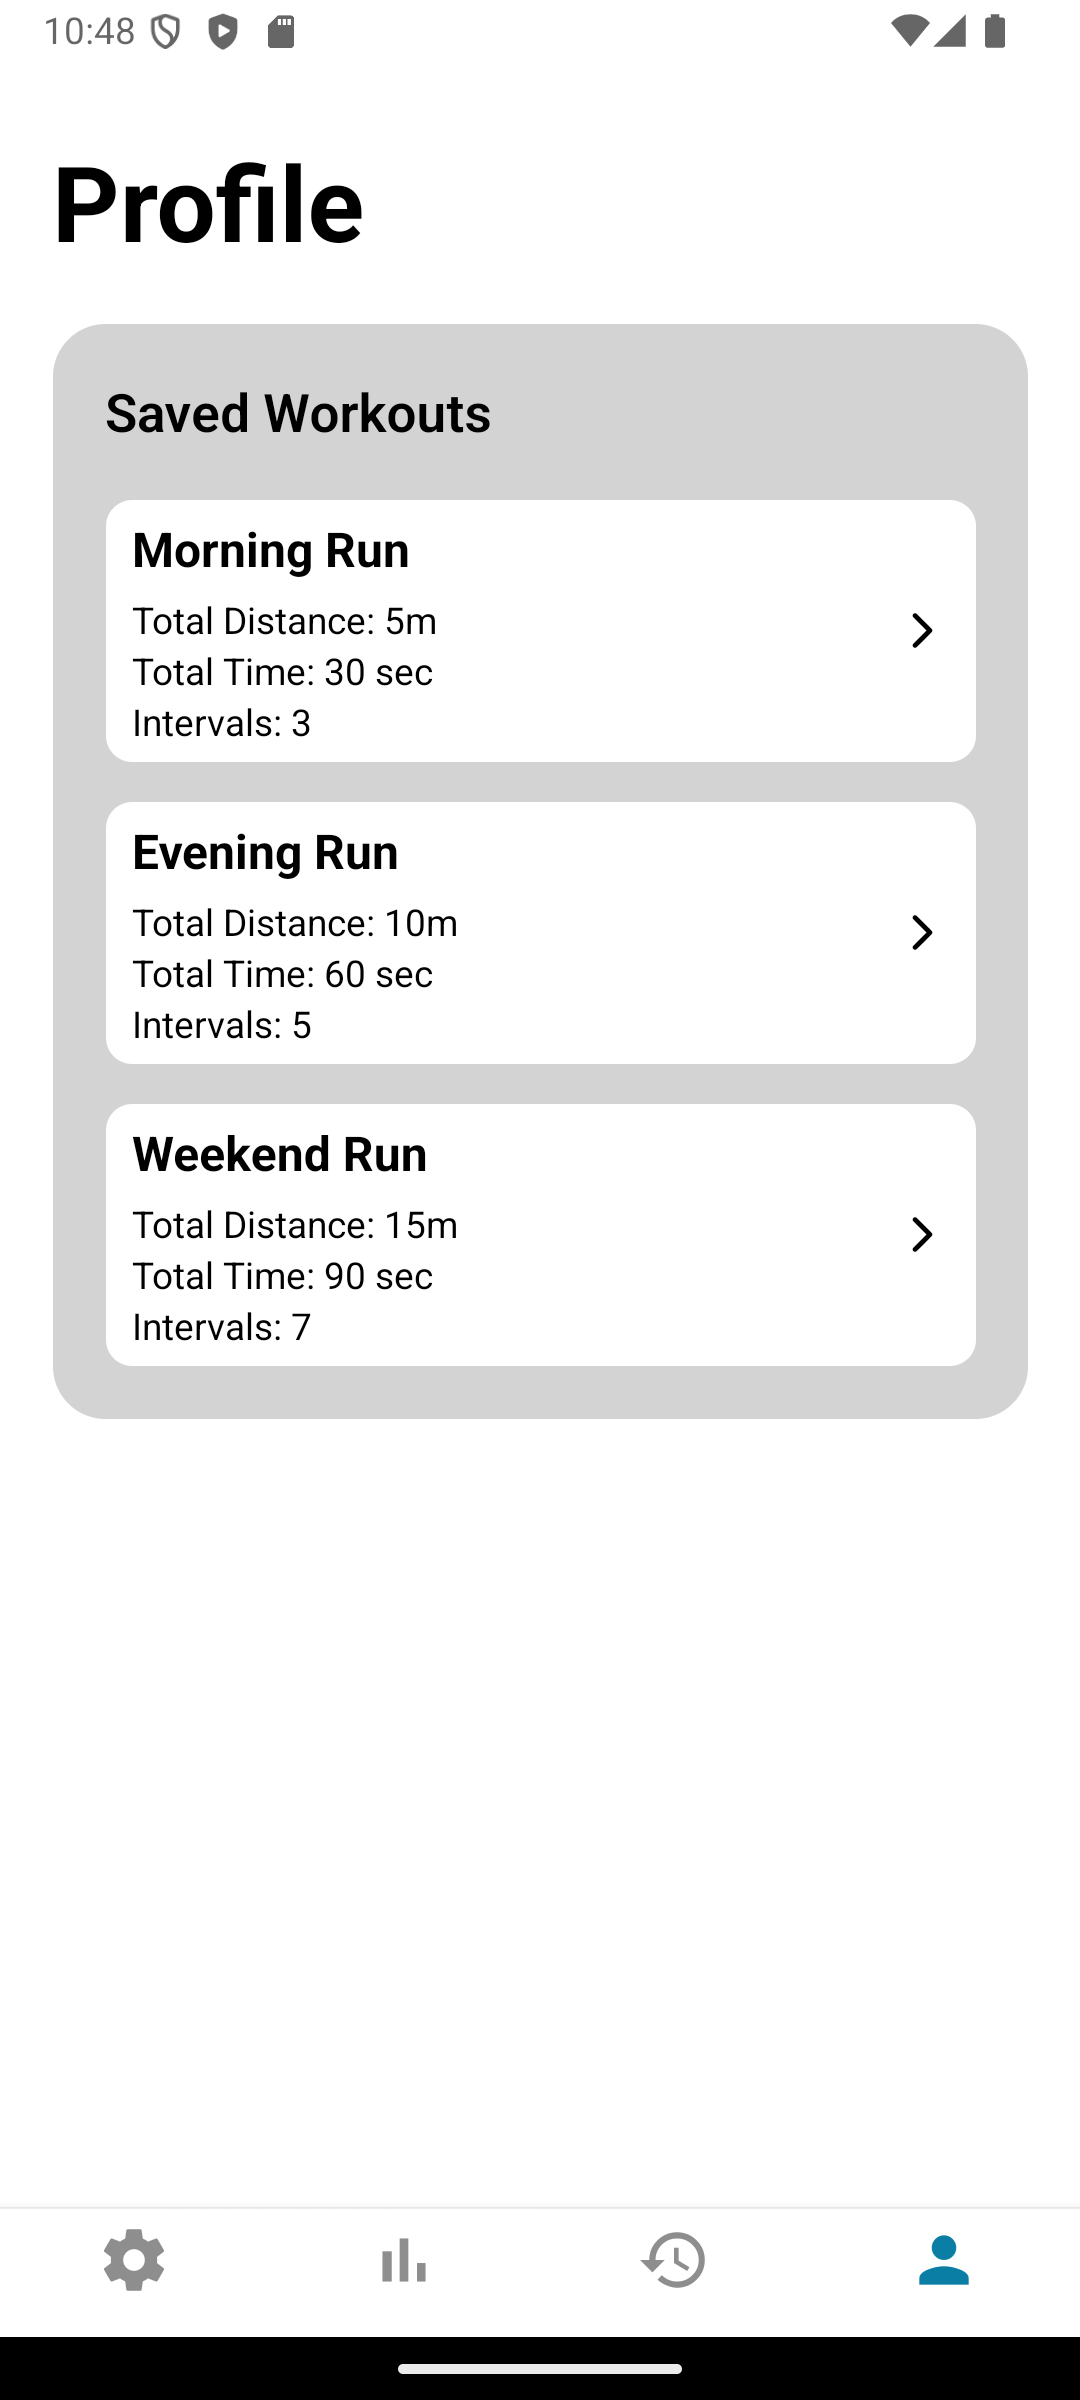 10:48
Profile
Saved Workouts
Morning Run
Total Distance: 5m
Total Time: 30 sec
Intervals: 3
Evening Run
Total Distance: 10m
Total Time: 60 sec
Intervals: 5
Weekend Run
Total Distance: 15m
Total Time: 90 sec
Intervals: 7